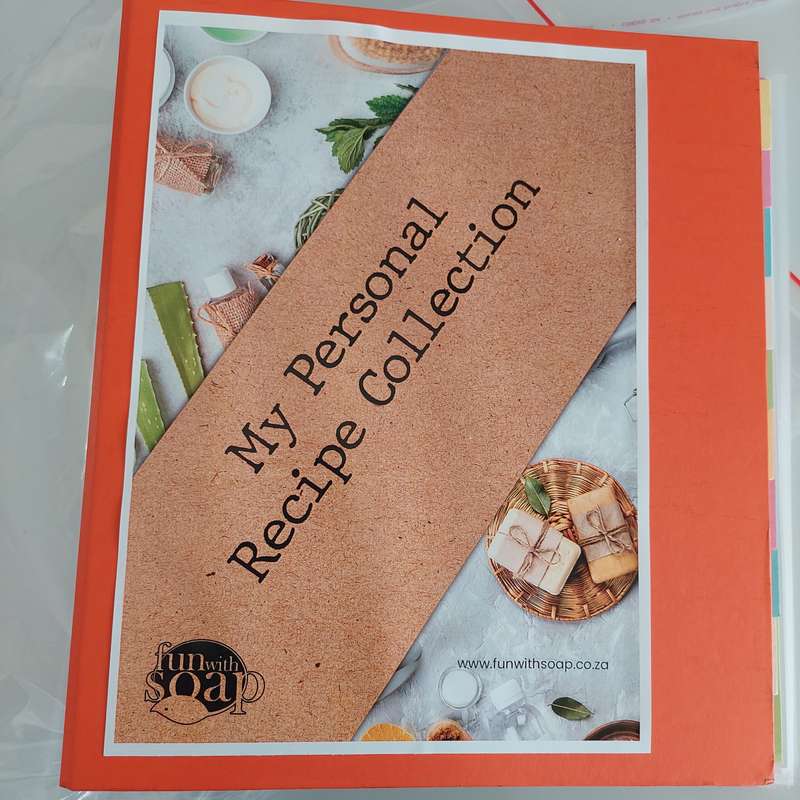 My Personal
Recipe Collection
www.funwithsoap.co.za
fun with
soap